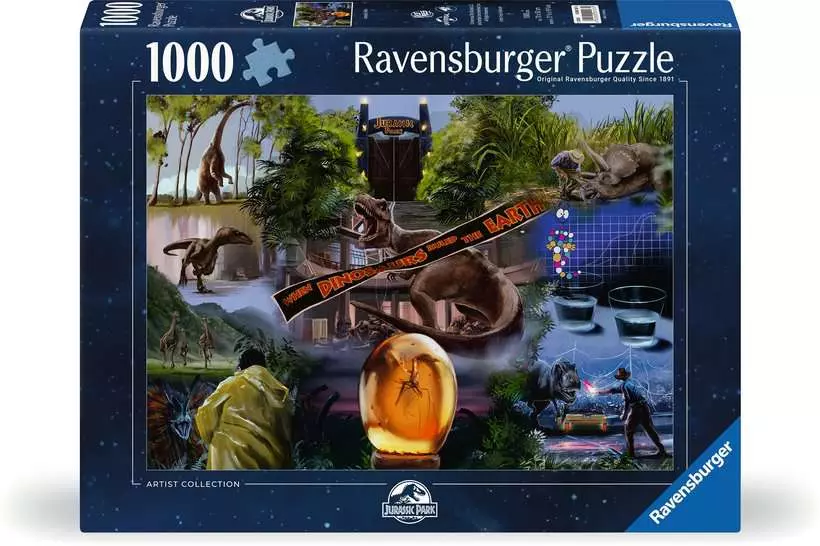 1000
1000
Ravensburger® Puzzle
Original Ravensburger Quality Since 1891
JURASSIC
PARK
WHEN DINOSAURS RULED THE EARTH
ARTIST COLLECTION
JURASSIC PARK
Ravensburger